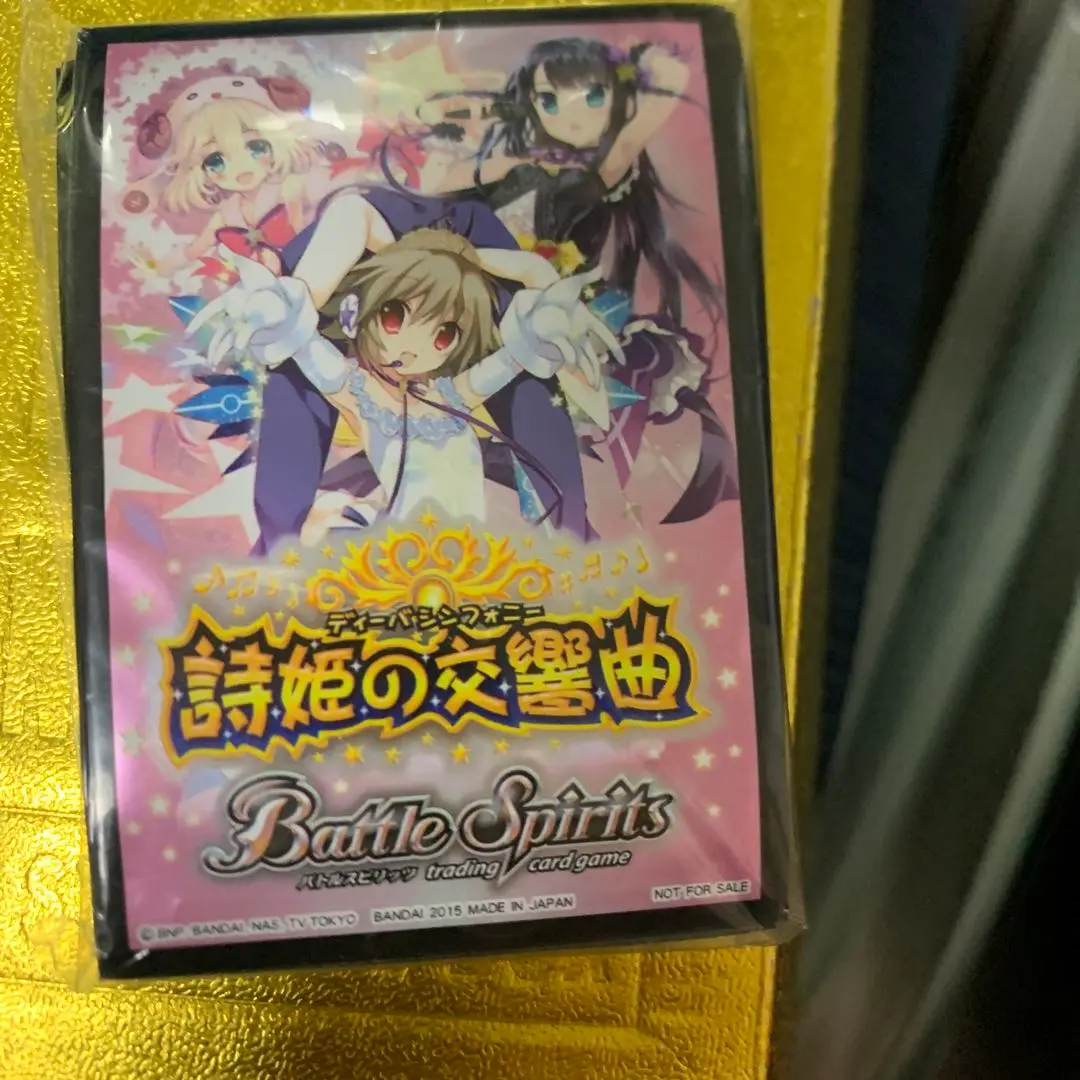 ディーバシンフォニー
詩姫の交響曲
Battle Spirits
バトルスピリッツ trading card game
NOT FOR SALE
©BNP, BANDAI, NAS, TV TOKYO BANDAI 2015 MADE IN JAPAN